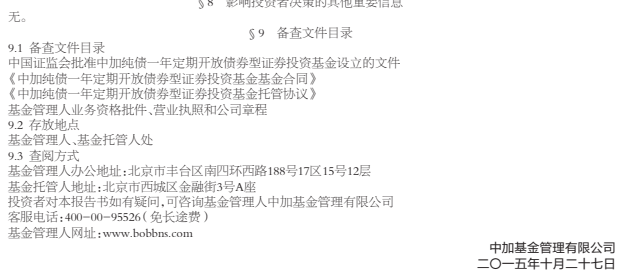 §8 影响投资者决策的其他重要信息
无。
§9 备查文件目录
9.1 备查文件目录
中国证监会批准中加纯债一年定期开放债券型证券投资基金设立的文件
《中加纯债一年定期开放债券型证券投资基金基金合同》
《中加纯债一年定期开放债券型证券投资基金托管协议》
基金管理人业务资格批件、营业执照和公司章程
9.2 存放地点
基金管理人、基金托管人处
9.3 查阅方式
基金管理人办公地址:北京市丰台区南四环西路188号17区15号12层
基金托管人地址:北京市西城区金融街3号A座
投资者对本报告书如有疑问,可咨询基金管理人中加基金管理有限公司
客服电话:400-00-95526(免长途费)
基金管理人网址:www.bobbns.com
中加基金管理有限公司
二〇一五年十月二十七日